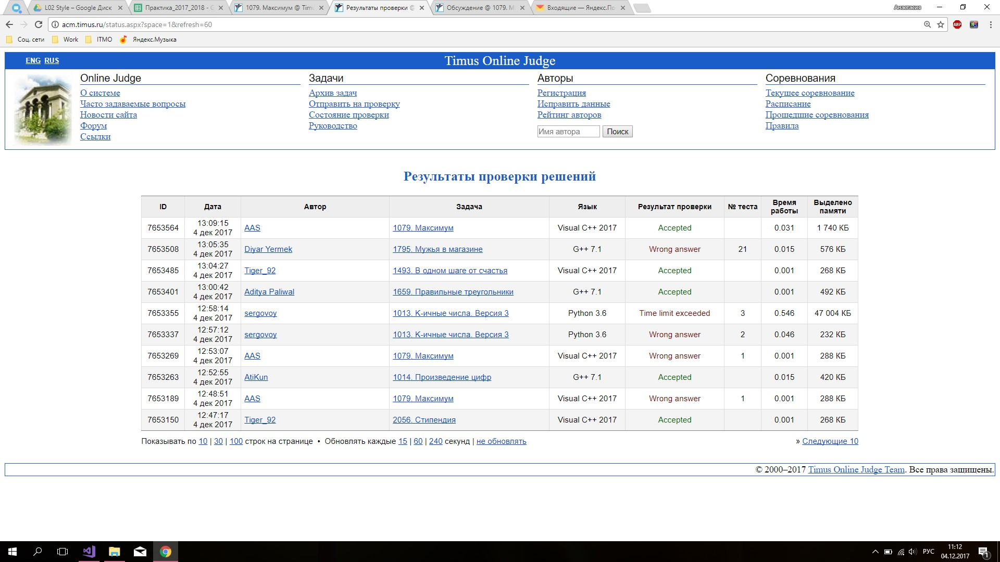 L02 Style – Google Диск
Практика_2017_2018 - G
1079. Максимум @ Timu
Результаты проверки @
Обсуждение @ 1079. М
Входящие — Яндекс.По
Анастасия
acm.timus.ru/status.aspx?space=1&refresh=60
ABP
Соц. сети Work ITMO Яндекс.Музыка
ENG RUS
Timus Online Judge
Online Judge
О системе
Часто задаваемые вопросы
Новости сайта
Форум
Ссылки
Задачи
Архив задач
Отправить на проверку
Состояние проверки
Руководство
Авторы
Регистрация
Исправить данные
Рейтинг авторов
Имя автора Поиск
Соревнования
Текущее соревнование
Расписание
Прошедшие соревнования
Правила
Результаты проверки решений
ID Дата Автор Задача Язык Результат проверки № теста Время работы Выделено памяти
7653564 13:09:15 4 дек 2017 AAS 1079. Максимум Visual C++ 2017 Accepted 0.031 1 740 КБ
7653508 13:05:35 4 дек 2017 Diyar Yermek 1795. Мужья в магазине G++ 7.1 Wrong answer 21 0.015 576 КБ
7653485 13:04:27 4 дек 2017 Tiger_92 1493. В одном шаге от счастья Visual C++ 2017 Accepted 0.001 268 КБ
7653401 13:00:42 4 дек 2017 Aditya Paliwal 1659. Правильные треугольники G++ 7.1 Accepted 0.001 492 КБ
7653355 12:58:14 4 дек 2017 sergovoy 1013. K-ичные числа. Версия 3 Python 3.6 Time limit exceeded 3 0.546 47 004 КБ
7653337 12:57:12 4 дек 2017 sergovoy 1013. K-ичные числа. Версия 3 Python 3.6 Wrong answer 2 0.046 232 КБ
7653269 12:53:07 4 дек 2017 AAS 1079. Максимум Visual C++ 2017 Wrong answer 1 0.001 288 КБ
7653263 12:52:55 4 дек 2017 AtiKun 1014. Произведение цифр G++ 7.1 Accepted 0.015 420 КБ
7653189 12:48:51 4 дек 2017 AAS 1079. Максимум Visual C++ 2017 Wrong answer 1 0.001 288 КБ
7653150 12:47:17 4 дек 2017 Tiger_92 2056. Стипендия Visual C++ 2017 Accepted 0.001 268 КБ
Показывать по 10 | 30 | 100 строк на странице • Обновлять каждые 15 | 60 | 240 секунд | не обновлять
» Следующие 10
© 2000–2017 Timus Online Judge Team. Все права защищены.
РУС
11:12
04.12.2017
1